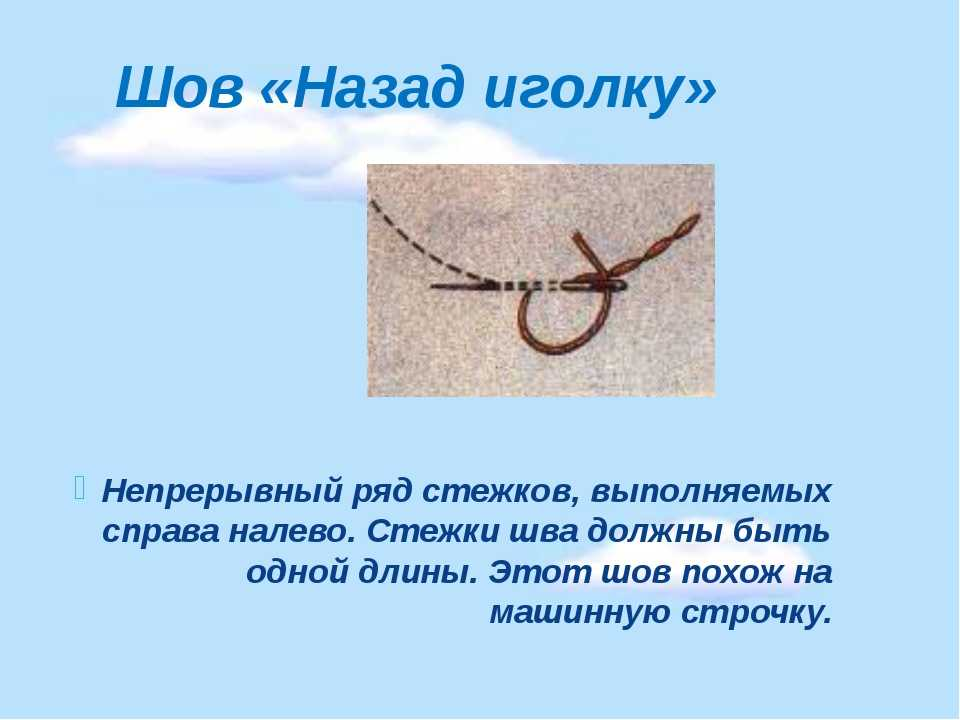 Шов «Назад иголку»
Непрерывный ряд стежков, выполняемых
справа налево. Стежки шва должны быть
одной длины. Этот шов похож на
машинную строчку.